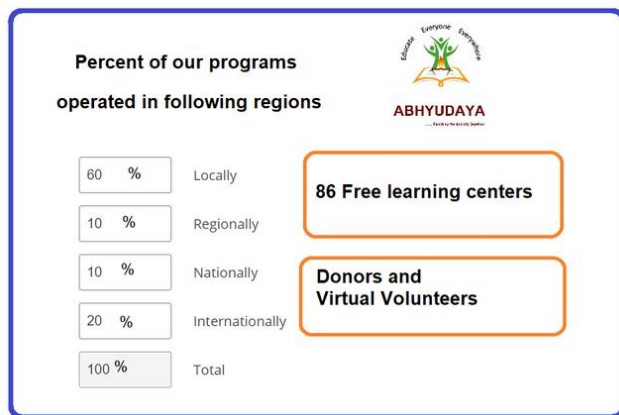 Percent of our programs
operated in following regions
Educate Everyone Everywhere
ABHYUDAYA
60 % Locally
10 % Regionally
10 % Nationally
20 % Internationally
100 % Total
86 Free learning centers
Donors and
Virtual Volunteers